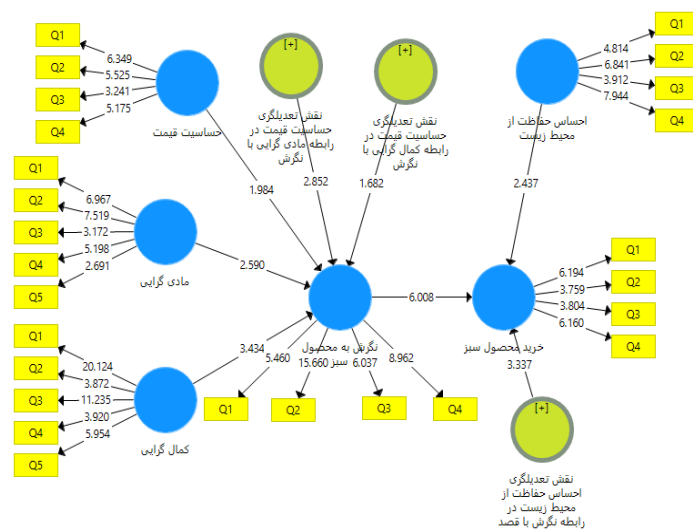 Q1
Q2
Q3
Q4
6.349
5.525
3.241
5.175
حساسیت قیمت
[+]
نقش تعدیلگری
حساسیت قیمت در
رابطه مادی گرایی با
نگرش
[+]
نقش تعدیلگری
حساسیت قیمت در
رابطه کمال گرایی با
نگرش
Q1
Q2
Q3
Q4
4.814
6.841
3.912
7.944
احساس حفاظت از
محیط زیست
1.984
2.852
1.682
2.437
Q1
Q2
Q3
Q4
Q5
6.967
7.519
3.172
5.198
2.691
مادی گرایی
2.590
Q1
Q2
Q3
Q4
Q5
20.124
3.872
11.235
3.920
5.954
کمال گرایی
3.434
نگرش به محصول
سبز
5.460
15.660
6.037
8.962
Q1
Q2
Q3
Q4
6.008
خرید محصول سبز
6.194
3.759
3.804
6.160
Q1
Q2
Q3
Q4
3.337
[+]
نقش تعدیلگری
احساس حفاظت از
محیط زیست در
رابطه نگرش با قصد